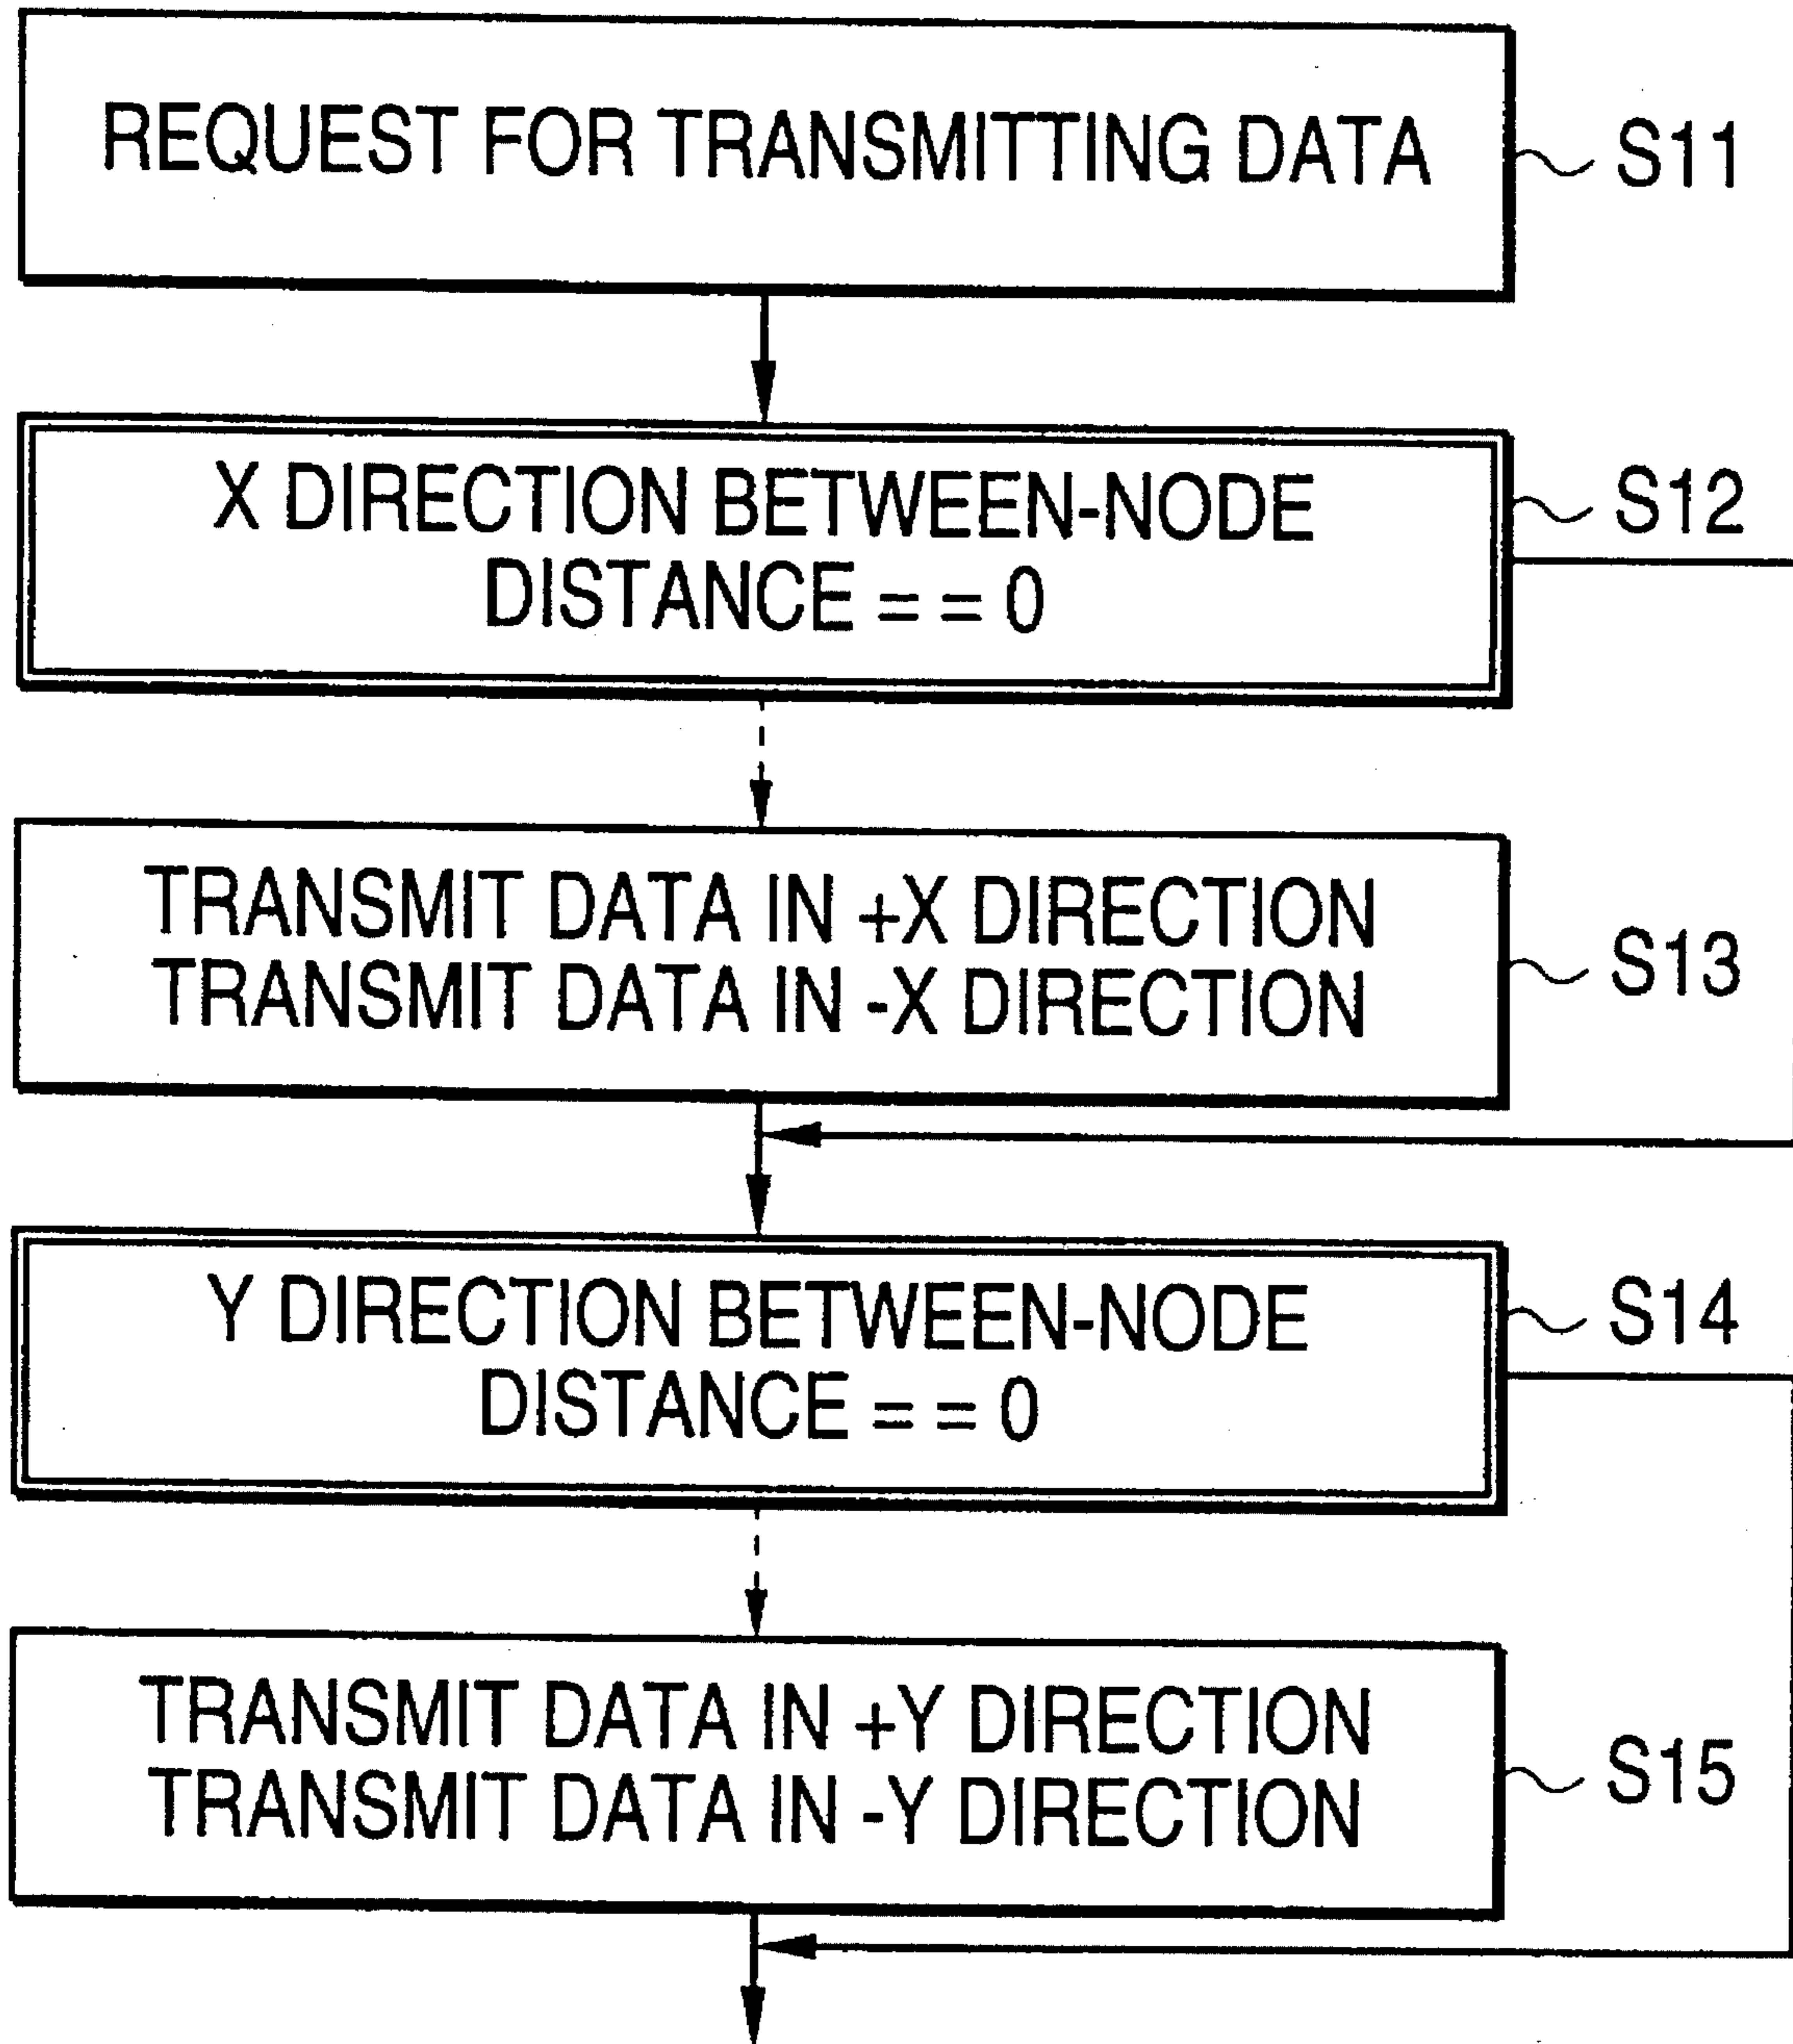 REQUEST FOR TRANSMITTING DATA
S11
X DIRECTION BETWEEN-NODE
DISTANCE = = 0
S12
TRANSMIT DATA IN +X DIRECTION
TRANSMIT DATA IN -X DIRECTION
S13
Y DIRECTION BETWEEN-NODE
DISTANCE = = 0
S14
TRANSMIT DATA IN +Y DIRECTION
TRANSMIT DATA IN -Y DIRECTION
S15